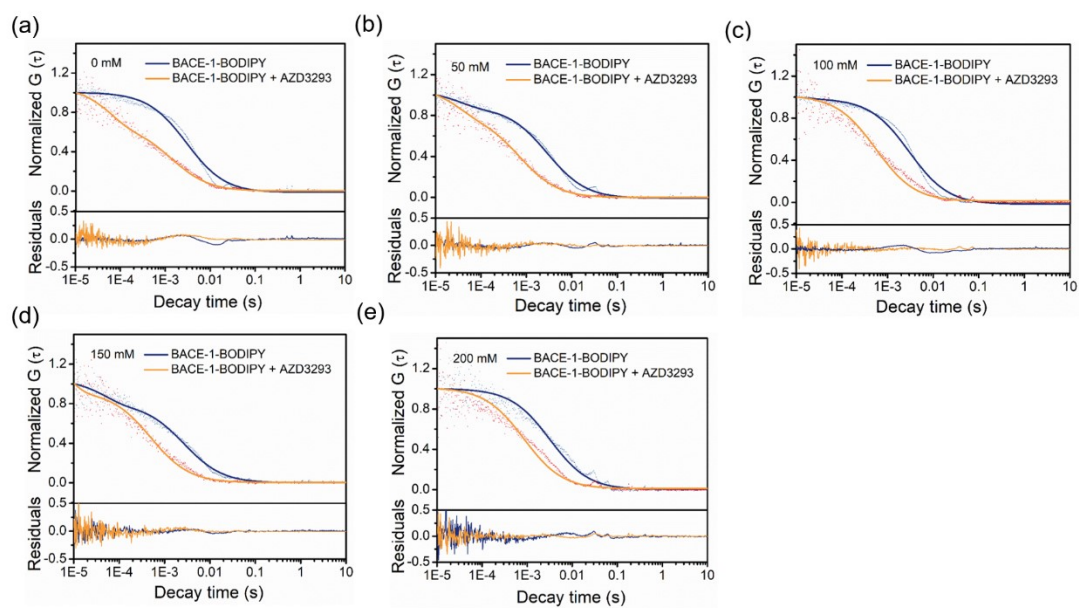 (a)
0 mM
BACE-1-BODIPY
BACE-1-BODIPY + AZD3293
Normalized G (τ)
1.2
0.8
0.4
0.0
Residuals
0.5
0.0
-0.5
1E-5 1E-4 1E-3 0.01 0.1 1 10
Decay time (s)
(b)
50 mM
BACE-1-BODIPY
BACE-1-BODIPY + AZD3293
Normalized G (τ)
1.2
0.8
0.4
0.0
Residuals
0.5
0.0
-0.5
1E-5 1E-4 1E-3 0.01 0.1 1 10
Decay time (s)
(c)
100 mM
BACE-1-BODIPY
BACE-1-BODIPY + AZD3293
Normalized G (τ)
1.2
0.8
0.4
0.0
Residuals
0.5
0.0
-0.5
1E-5 1E-4 1E-3 0.01 0.1 1 10
Decay time (s)
(d)
150 mM
BACE-1-BODIPY
BACE-1-BODIPY + AZD3293
Normalized G (τ)
1.2
0.8
0.4
0.0
Residuals
0.5
0.0
-0.5
1E-5 1E-4 1E-3 0.01 0.1 1 10
Decay time (s)
(e)
200 mM
BACE-1-BODIPY
BACE-1-BODIPY + AZD3293
Normalized G (τ)
1.2
0.8
0.4
0.0
Residuals
0.5
0.0
-0.5
1E-5 1E-4 1E-3 0.01 0.1 1 10
Decay time (s)